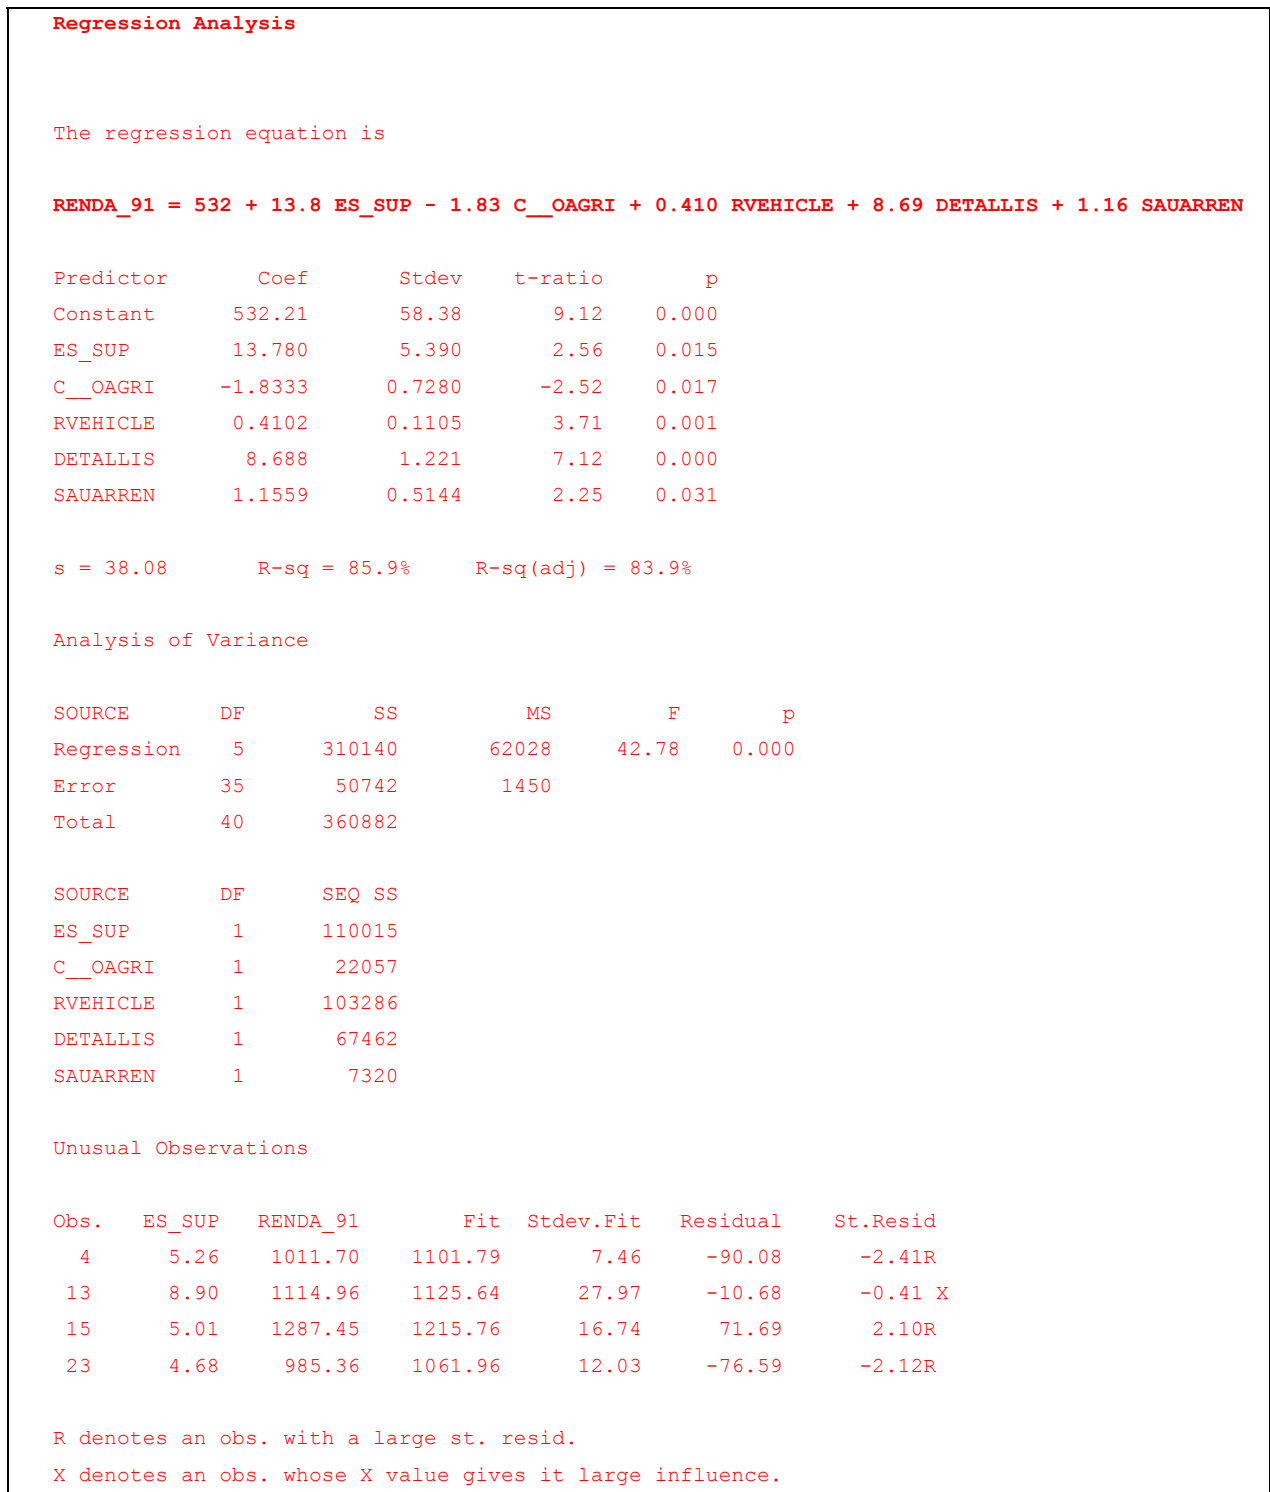 Regression Analysis
The regression equation is
RENDA_91 = 532 + 13.8 ES_SUP - 1.83 C__OAGRI + 0.410 RVEHICLE + 8.69 DETALLIS + 1.16 SAUARREN
Predictor Coef Stdev t-ratio p
Constant 532.21 58.38 9.12 0.000
ES_SUP 13.780 5.390 2.56 0.015
C__OAGRI -1.8333 0.7280 -2.52 0.017
RVEHICLE 0.4102 0.1105 3.71 0.001
DETALLIS 8.688 1.221 7.12 0.000
SAUARREN 1.1559 0.5144 2.25 0.031
s = 38.08 R-sq = 85.9% R-sq(adj) = 83.9%
Analysis of Variance
SOURCE DF SS MS F p
Regression 5 310140 62028 42.78 0.000
Error 35 50742 1450
Total 40 360882
SOURCE DF SEQ SS
ES_SUP 1 110015
C__OAGRI 1 22057
RVEHICLE 1 103286
DETALLIS 1 67462
SAUARREN 1 7320
Unusual Observations
Obs. ES_SUP RENDA_91 Fit Stdev.Fit Residual St.Resid
4 5.26 1011.70 1101.79 7.46 -90.08 -2.41R
13 8.90 1114.96 1125.64 27.97 -10.68 -0.41 X
15 5.01 1287.45 1215.76 16.74 71.69 2.10R
23 4.68 985.36 1061.96 12.03 -76.59 -2.12R
R denotes an obs. with a large st. resid.
X denotes an obs. whose X value gives it large influence.